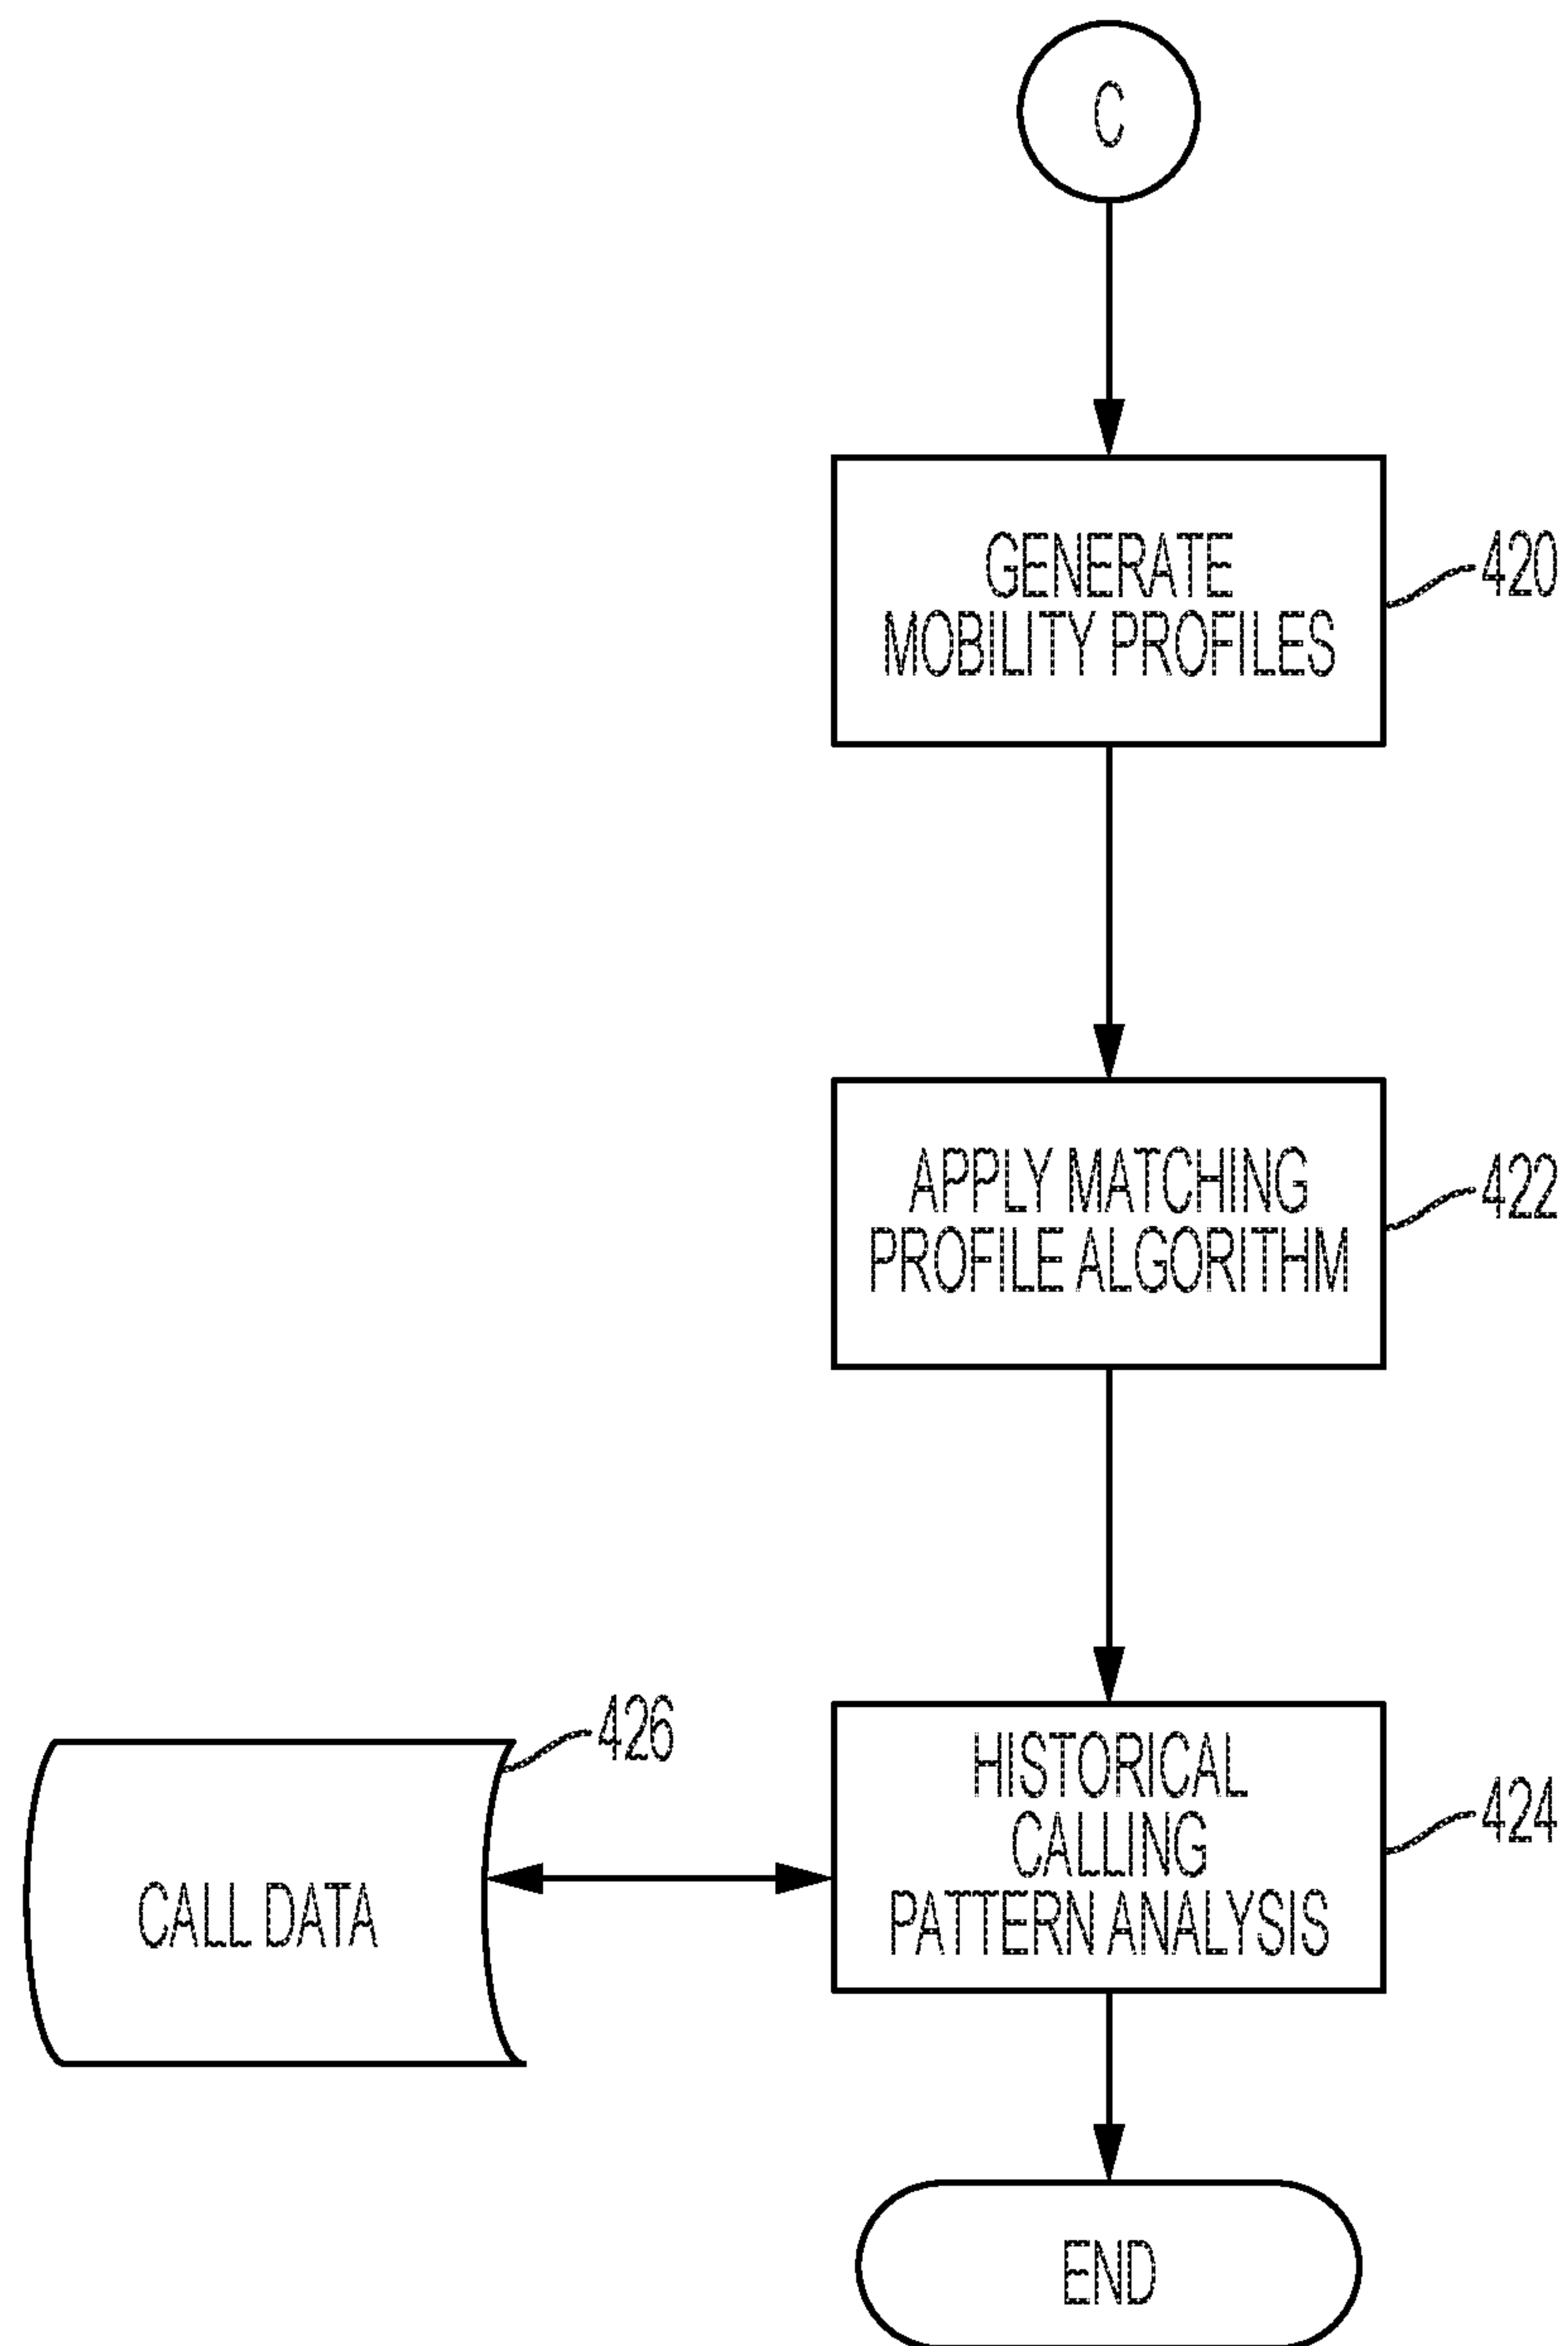 C
GENERATE
MOBILITY PROFILES
420
APPLY MATCHING
PROFILE ALGORITHM
422
426
CALL DATA
HISTORICAL
CALLING
PATTERN ANALYSIS
424
END